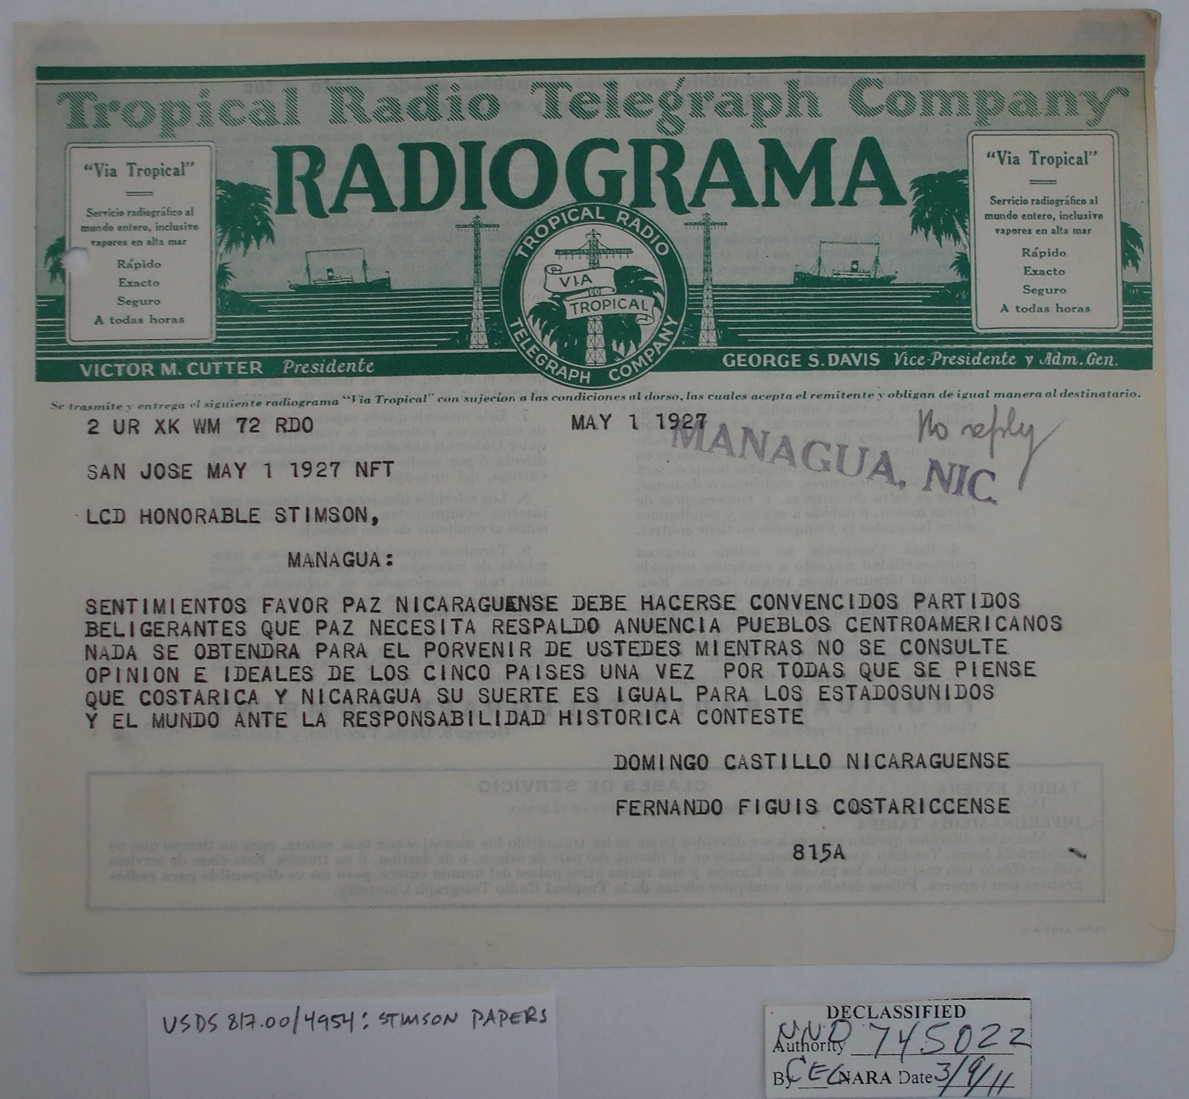 Tropical Radio Telegraph Company
RADIOGRAMA
"Via Tropical"
Servicio radiográfico al
mundo entero, inclusive
vapores en alta mar
Rápido
Exacto
Seguro
A todas horas
TROPICAL RADIO
TELEGRAPH COMPANY
VIA
TROPICAL
"Via Tropical"
Servicio radiográfico al
mundo entero, inclusive
vapores en alta mar
Rápido
Exacto
Seguro
A todas horas
VICTOR M. CUTTER Presidente
GEORGE S. DAVIS Vice-Presidente y Adm. Gen.
Se trasmite y entrega el siguiente radiograma "Via Tropical" con sujecion a las condiciones al dorso, las cuales acepta el remitente y obligan de igual manera al destinatario.
2 UR XK WM 72 RDO MAY 1 1927
No reply
MANAGUA, NIC.
SAN JOSE MAY 1 1927 NFT
LCD HONORABLE STIMSON,
MANAGUA:
SENTIMIENTOS FAVOR PAZ NICARAGUENSE DEBE HACERSE CONVENCIDOS PARTIDOS
BELIGERANTES QUE PAZ NECESITA RESPALDO ANUENCIA PUEBLOS CENTROAMERICANOS
NADA SE OBTENDRA PARA EL PORVENIR DE USTEDES MIENTRAS NO SE CONSULTE
OPINION E IDEALES DE LOS CINCO PAISES UNA VEZ POR TODAS QUE SE PIENSE
QUE COSTARICA Y NICARAGUA SU SUERTE ES IGUAL PARA LOS ESTADOSUNIDOS
Y EL MUNDO ANTE LA RESPONSABILIDAD HISTORICA CONTESTE
DOMINGO CASTILLO NICARAGUENSE
FERNANDO FIGUIS COSTARICCENSE
815A
USDS 817.00/4954: STIMSON PAPERS
DECLASSIFIED
Authority NND 745022
By CEG NARA Date 3/9/11